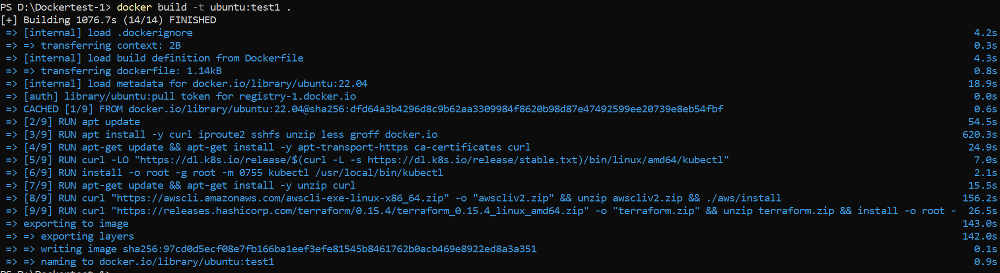 PS D:\Dockertest-1> docker build -t ubuntu:test1 .
[+] Building 1076.7s (14/14) FINISHED
=> [internal] load .dockerignore 4.2s
=> => transferring context: 2B 0.3s
=> [internal] load build definition from Dockerfile 4.3s
=> => transferring dockerfile: 1.14kB 0.8s
=> [internal] load metadata for docker.io/library/ubuntu:22.04 18.9s
=> [auth] library/ubuntu:pull token for registry-1.docker.io 0.0s
=> CACHED [1/9] FROM docker.io/library/ubuntu:22.04@sha256:dfd64a3b4296d8c9b62aa3309984f8620b98d87e47492599ee20739e8eb54fbf 0.6s
=> [2/9] RUN apt update 54.5s
=> [3/9] RUN apt install -y curl iproute2 sshfs unzip less groff docker.io 620.3s
=> [4/9] RUN apt-get update && apt-get install -y apt-transport-https ca-certificates curl 24.9s
=> [5/9] RUN curl -LO "https://dl.k8s.io/release/$(curl -L -s https://dl.k8s.io/release/stable.txt)/bin/linux/amd64/kubectl" 7.0s
=> [6/9] RUN install -o root -g root -m 0755 kubectl /usr/local/bin/kubectl 2.1s
=> [7/9] RUN apt-get update && apt-get install -y unzip curl 15.5s
=> [8/9] RUN curl "https://awscli.amazonaws.com/awscli-exe-linux-x86_64.zip" -o "awscliv2.zip" && unzip awscliv2.zip && ./aws/install 156.2s
=> [9/9] RUN curl "https://releases.hashicorp.com/terraform/0.15.4/terraform_0.15.4_linux_amd64.zip" -o "terraform.zip" && unzip terraform.zip && install -o root - 26.5s
=> exporting to image 143.0s
=> => exporting layers 142.0s
=> => writing image sha256:97cd0d5ecf08e7fb166ba1eef3efe81545b8461762b0acb469e8922ed8a3a351 0.1s
=> => naming to docker.io/library/ubuntu:test1 0.9s
PS D:\Dockertest-1>